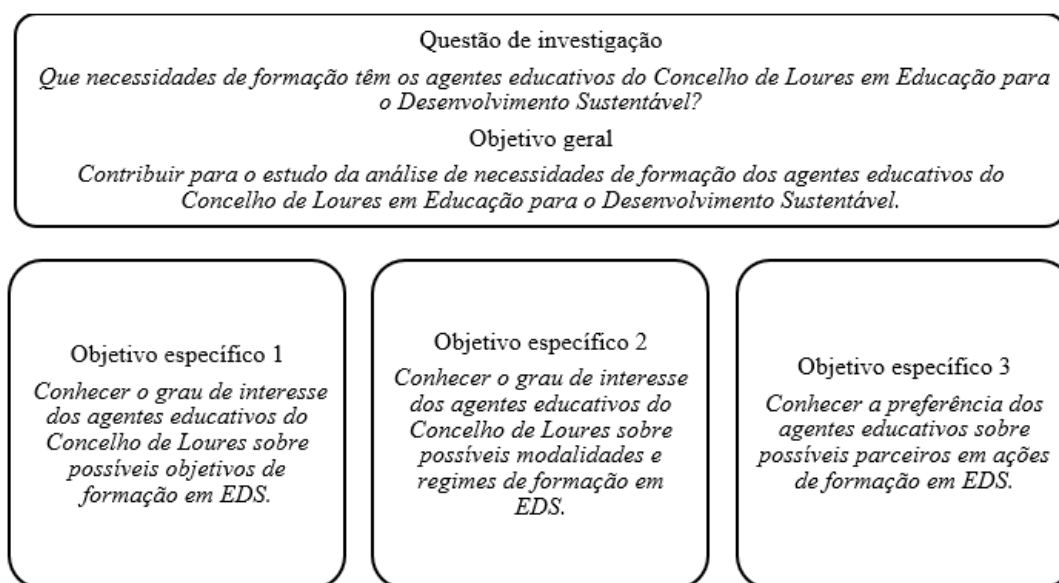 Questão de investigação
Que necessidades de formação têm os agentes educativos do Concelho de Loures em Educação para
o Desenvolvimento Sustentável?
Objetivo geral
Contribuir para o estudo da análise de necessidades de formação dos agentes educativos do
Concelho de Loures em Educação para o Desenvolvimento Sustentável.
Objetivo específico 1
Conhecer o grau de interesse
dos agentes educativos do
Concelho de Loures sobre
possíveis objetivos de
formação em EDS.
Objetivo específico 2
Conhecer o grau de interesse
dos agentes educativos do
Concelho de Loures sobre
possíveis modalidades e
regimes de formação em
EDS.
Objetivo específico 3
Conhecer a preferência dos
agentes educativos sobre
possíveis parceiros em ações
de formação em EDS.